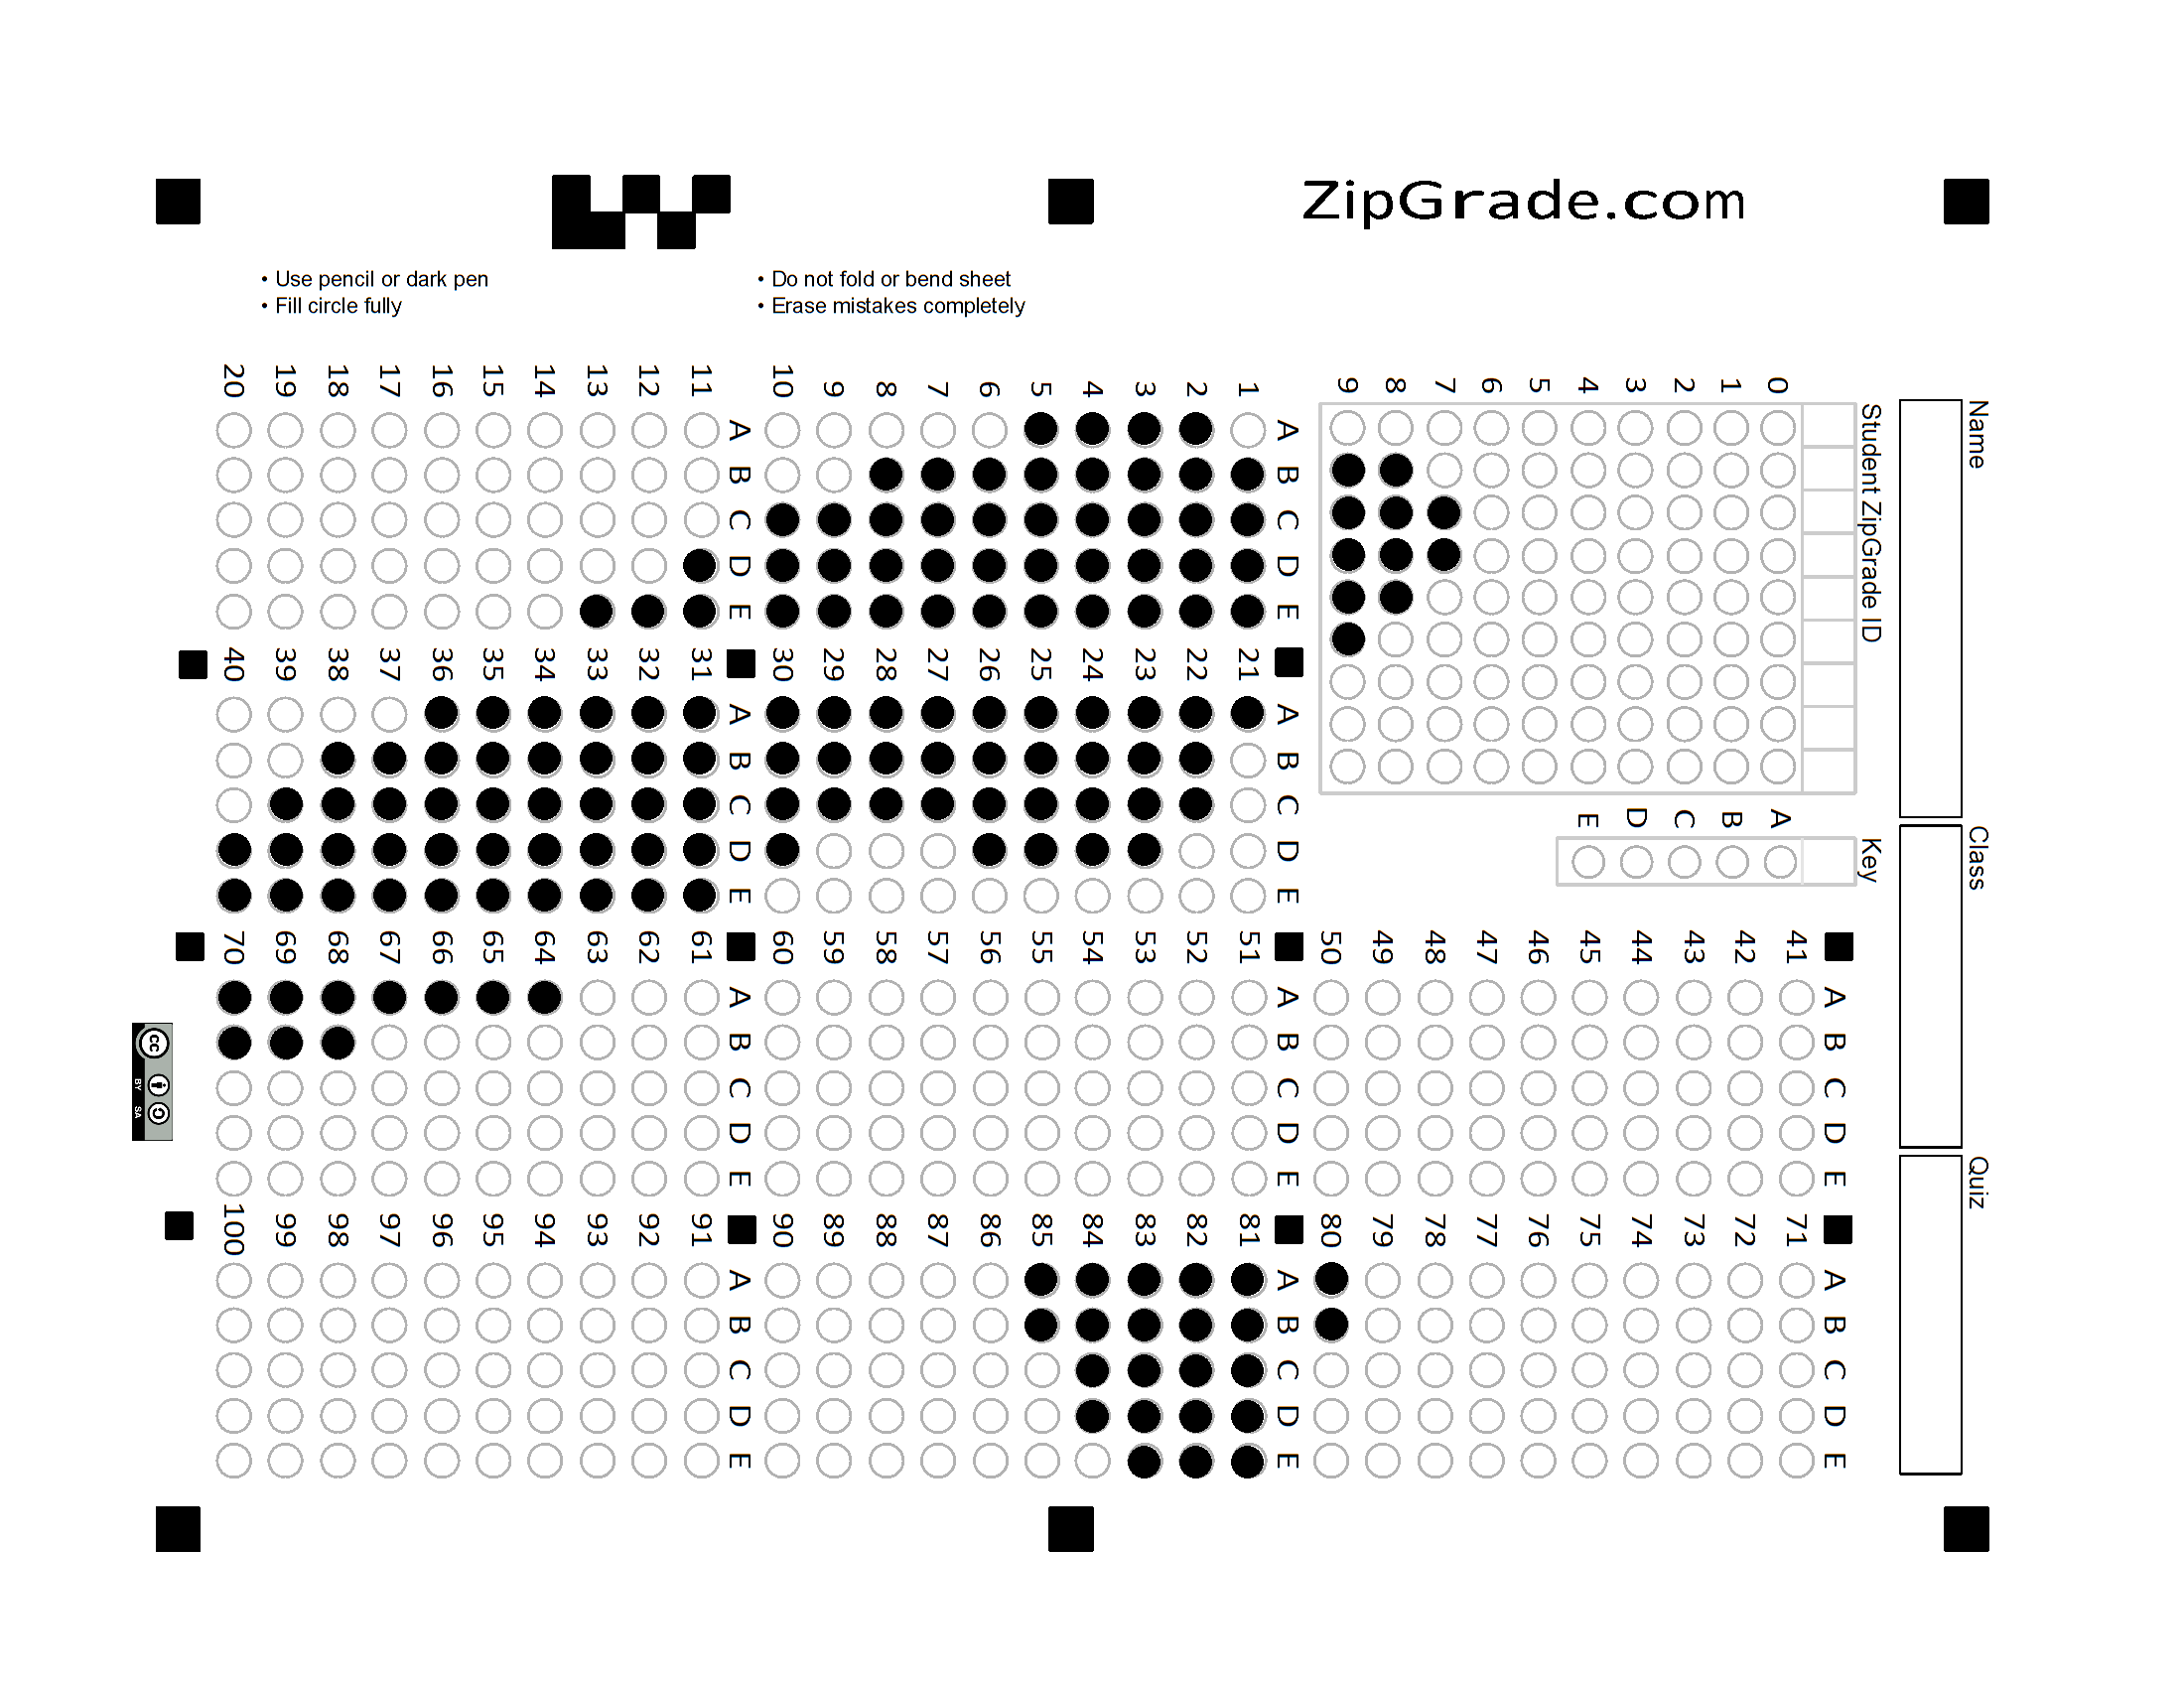 ZipGrade.com
• Use pencil or dark pen
• Fill circle fully
• Do not fold or bend sheet
• Erase mistakes completely
Name
Class
Quiz
Student ZipGrade ID
0 1 2 3 4 5 6 7 8 9
Key
A B C D E
1 2 3 4 5 6 7 8 9 10
A B C D E
11 12 13 14 15 16 17 18 19 20
A B C D E
21 22 23 24 25 26 27 28 29 30
A B C D E
31 32 33 34 35 36 37 38 39 40
A B C D E
41 42 43 44 45 46 47 48 49 50
A B C D E
51 52 53 54 55 56 57 58 59 60
A B C D E
61 62 63 64 65 66 67 68 69 70
A B C D E
71 72 73 74 75 76 77 78 79 80
A B C D E
81 82 83 84 85 86 87 88 89 90
A B C D E
91 92 93 94 95 96 97 98 99 100
A B C D E
cc
BY SA